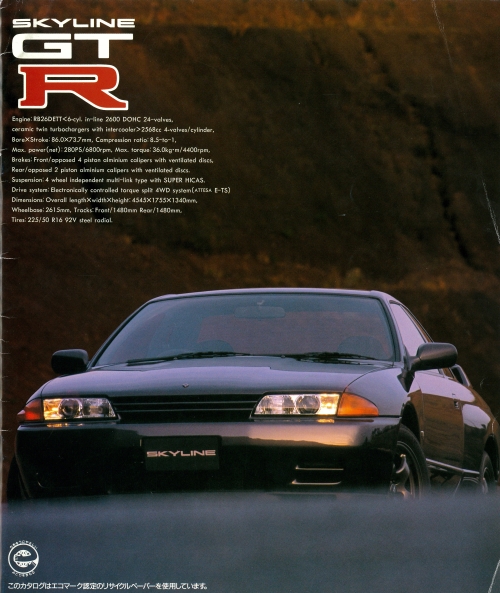 SKYLINE
GT
R
Engine: RB26DETT<6-cyl. in-line 2600 DOHC 24-valves,
ceramic twin turbochargers with intercooler>2568cc 4-valves/cylinder,
Bore×Stroke: 86.0×73.7mm, Compression ratio: 8.5-to-1,
Max. power(net): 280PS/6800rpm, Max. torque: 36.0kg·m/4400rpm,
Brakes: Front/opposed 4 piston alminium calipers with ventilated discs,
Rear/opposed 2 piston alminium calipers with ventilated discs,
Suspension: 4 wheel independent multi-link type with SUPER HICAS.
Drive system: Electronically controlled torque split 4WD system(ATTESA E-TS)
Dimensions: Overall length×width×height: 4545×1755×1340mm,
Wheelbase: 2615mm, Tracks: Front/1480mm Rear/1480mm,
Tires: 225/50 R16 92V steel radial.
SKYLINE
このカタログはエコマーク認定のリサイクルペーパーを使用しています。